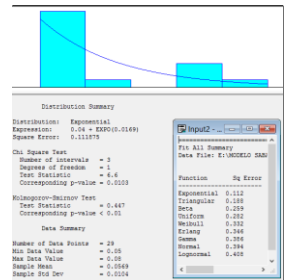 Distribution Summary
Distribution: Exponential
Expression: 0.04 + EXPO(0.0169)
Square Error: 0.111875
Chi Square Test
Number of intervals = 3
Degrees of freedom = 1
Test Statistic = 6.6
Corresponding p-value = 0.0103
Kolmogorov-Smirnov Test
Test Statistic = 0.447
Corresponding p-value < 0.01
Data Summary
Number of Data Points = 29
Min Data Value = 0.05
Max Data Value = 0.08
Sample Mean = 0.0569
Sample Std Dev = 0.0104
Input2 - ...
Fit All Summary
Data File: E:\MODELO
Function Sq Error
Exponential 0.112
Triangular 0.188
Beta 0.259
Uniform 0.282
Weibull 0.332
Erlang 0.346
Gamma 0.356
Normal 0.394
Lognormal 0.408